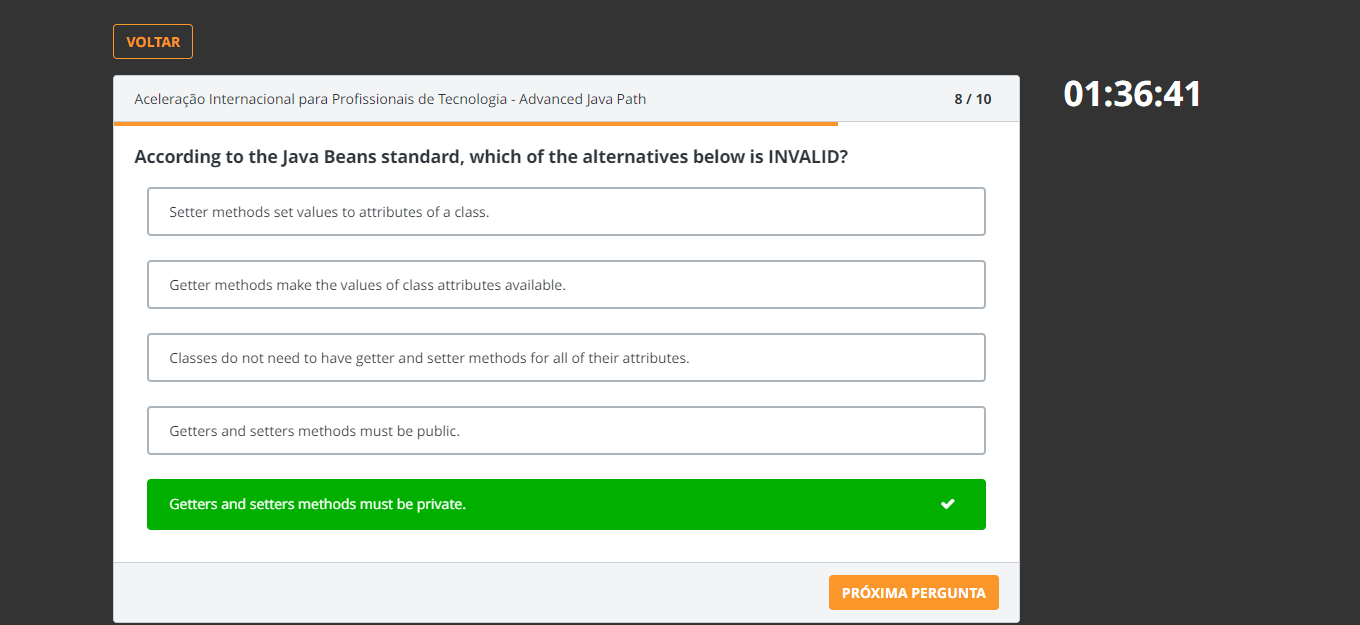 VOLTAR
01:36:41
Aceleração Internacional para Profissionais de Tecnologia - Advanced Java Path 8 / 10
According to the Java Beans standard, which of the alternatives below is INVALID?
Setter methods set values to attributes of a class.
Getter methods make the values of class attributes available.
Classes do not need to have getter and setter methods for all of their attributes.
Getters and setters methods must be public.
Getters and setters methods must be private.
PRÓXIMA PERGUNTA